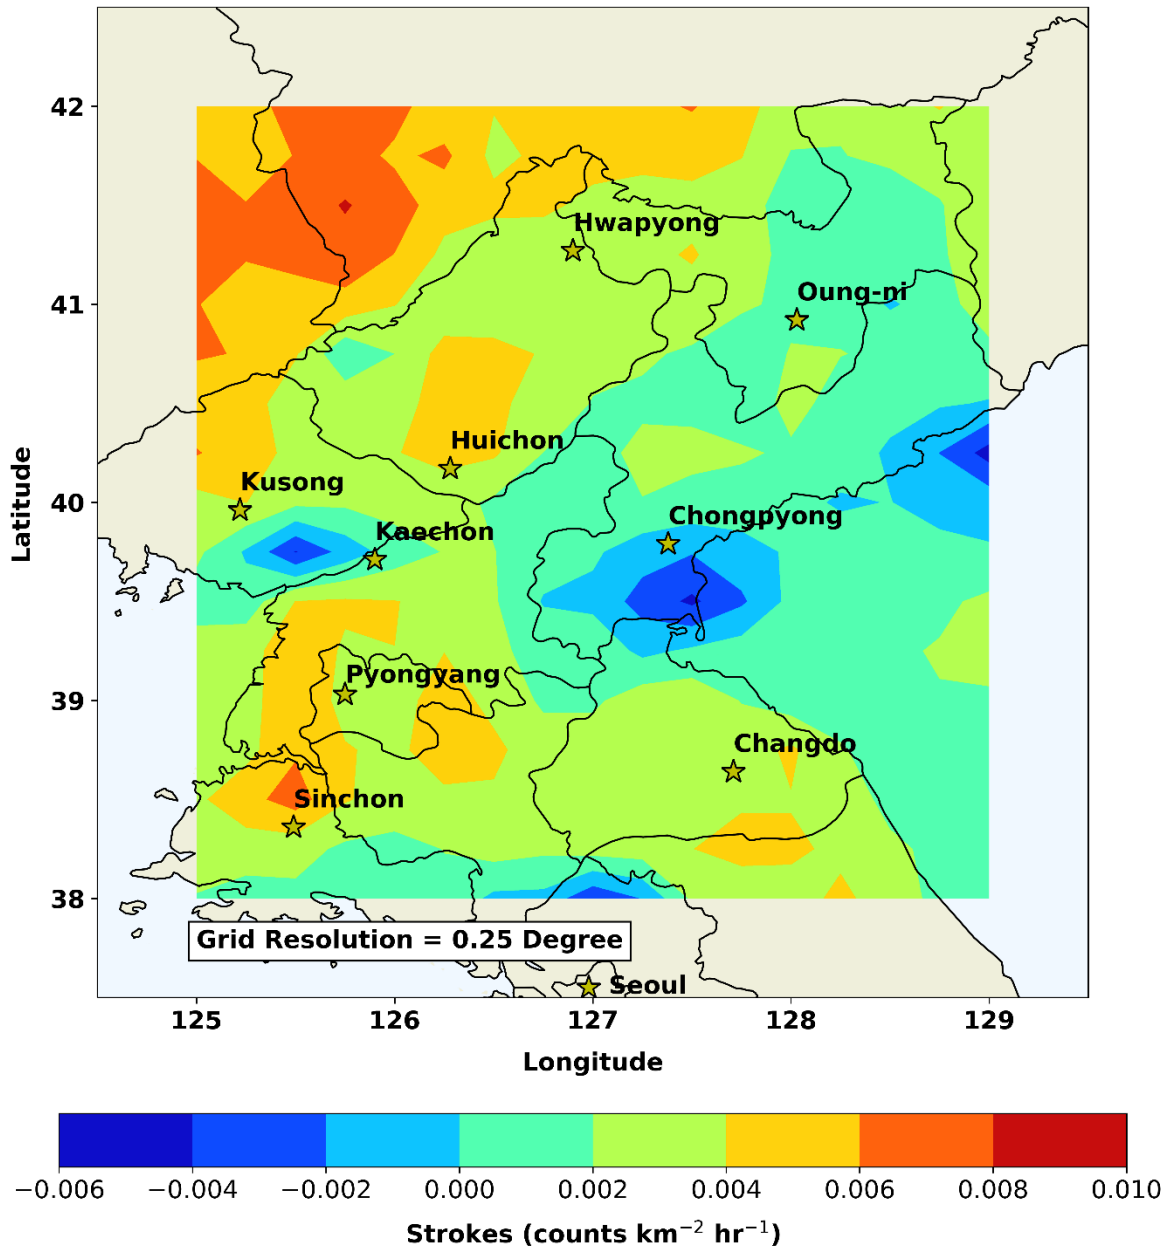 42
Hwapyong
41
Oung-ni
Huichon
Kusong
40
Chongpyong
Kaechon
Latitude
39
Pyongyang
Changdo
Sinchon
38
Grid Resolution = 0.25 Degree
Seoul
125 126 127 128 129
Longitude
−0.006 −0.004 −0.002 0.000 0.002 0.004 0.006 0.008 0.010
Strokes (counts km⁻² hr⁻¹)